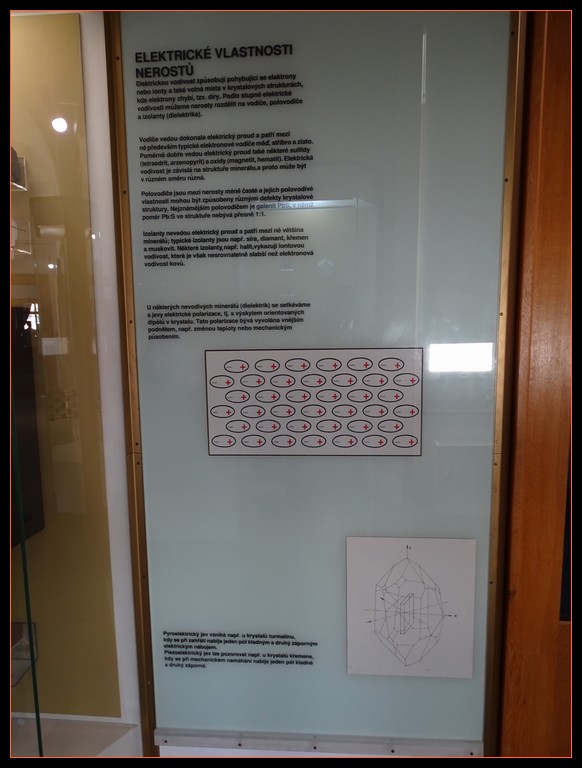 ELEKTRICKÉ VLASTNOSTI
NEROSTŮ
Elektrickou vodivost způsobují pohybující se elektrony
nebo ionty a také volná místa v krystalových strukturách,
kde elektrony chybí, tzv. díry. Podle stupně elektrické
vodivosti můžeme nerosty rozdělit na vodiče, polovodiče
a izolanty (dielektrika).
Vodiče vedou dokonale elektrický proud a patří mezi
ně především typické elektronové vodiče měď, stříbro a zlato.
Poměrně dobře vedou elektrický proud také některé sulfidy
(tetraedrit, arzenopyrit) a oxidy (magnetit, hematit). Elektrická
vodivost je závislá na struktuře minerálu,a proto může být
v různém směru různá.
Polovodiče jsou mezi nerosty méně časté a jejich polovodivé
vlastnosti mohou být způsobeny různými defekty krystalové
struktury. Nejznámějším polovodičem je galenit PbS, v němž
poměr Pb:S ve struktuře nebývá přesně 1:1.
Izolanty nevedou elektrický proud a patří mezi ně většina
minerálů; typické izolanty jsou např. síra, diamant, křemen
a muskovit. Některé izolanty,např. halit,vykazují iontovou
vodivost, která je však nesrovnatelně slabší než elektronová
vodivost kovů.
U některých nevodivých minerálů (dielektrik) se setkáváme
s jevy elektrické polarizace, tj. s výskytem orientovaných
dipólů v krystalu. Tato polarizace bývá vyvolána vnějším
podnětem, např. změnou teploty nebo mechanickým
působením.
Pyroelektrický jev vzniká např. u krystalů turmalínu,
kdy se při zahřátí nabije jeden pól kladným a druhý záporným
elektrickým nábojem.
Piezoelektrický jev lze pozorovat např. u krystalů křemene,
kdy se při mechanickém namáhání nabije jeden pól kladně
a druhý záporně.